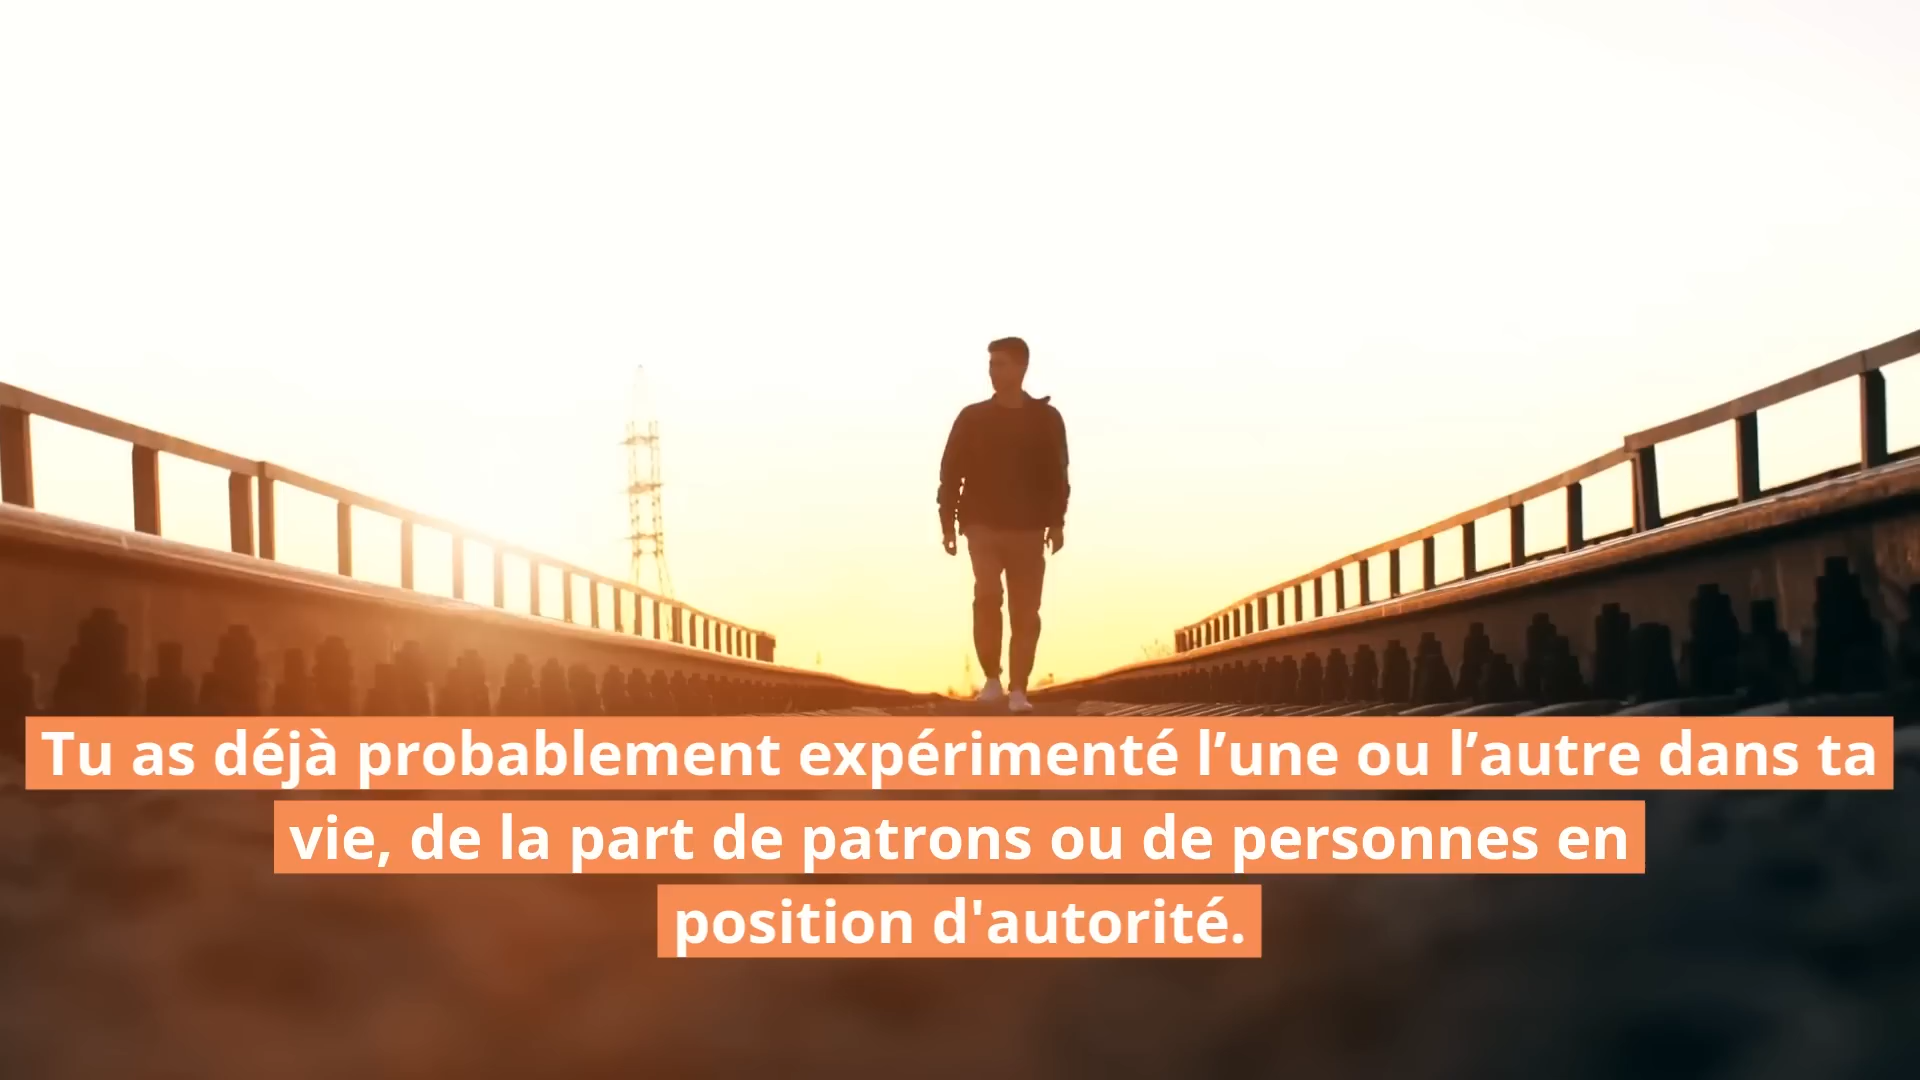 Tu as déjà probablement expérimenté l’une ou l’autre dans ta
vie, de la part de patrons ou de personnes en
position d'autorité.